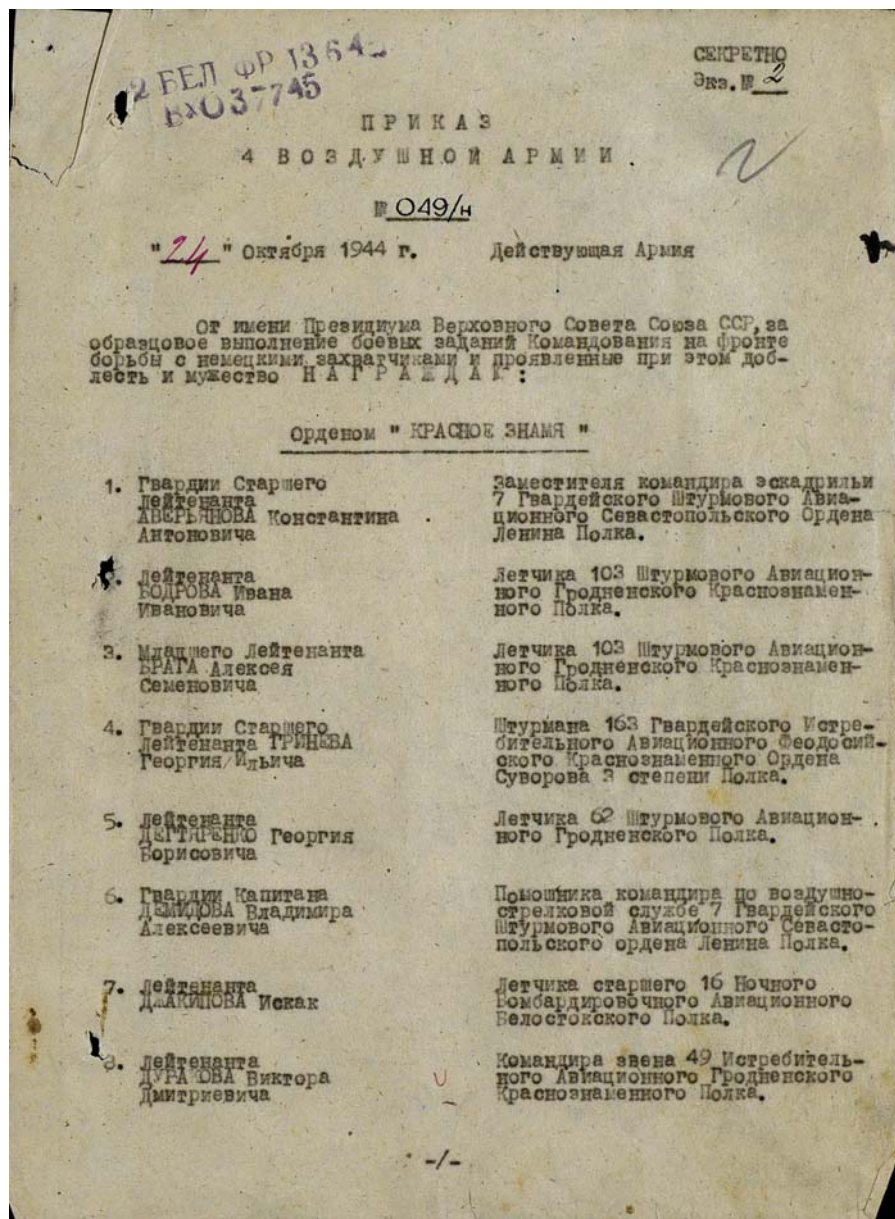 2 БЕЛ ФР 1364
ВХО37745
СЕКРЕТНО
Экз.№ 2
ПРИКАЗ
4 ВОЗДУШНОЙ АРМИИ.
№ 049/н
"24" Октября 1944 г. Действующая Армия
От имени Президиума Верховного Совета Союза ССР, за
образцовое выполнение боевых заданий Командования на фронте
борьбы с немецкими захватчиками и проявленные при этом доб-
лесть и мужество НАГРАЖДАЮ:
Орденом " КРАСНОЕ ЗНАМЯ "
1. Гвардии Старшего
Лейтенанта
АВЕРЬЯНОВА Константина
Антоновича
Заместителя командира эскадрильи
7 Гвардейского Штурмового Авиа-
ционного Севастопольского Ордена
Ленина Полка.
Лейтенанта
БОДРОВА Ивана
Ивановича
Летчика 103 Штурмового Авиацион-
ного Гродненского Краснознамен-
ного Полка.
3. Младшего Лейтенанта
БРАГА Алексея
Семеновича
Летчика 103 Штурмового Авиацион-
ного Гродненского Краснознамен-
ного Полка.
4. Гвардии Старшего
Лейтенанта ГРИНЕВА
Георгия Ильича
Штурмана 163 Гвардейского Истре-
бительного Авиационного Феодосий-
ского Краснознаменного Ордена
Суворова 3 степени Полка.
5. Лейтенанта
ДЕГТЯРЕНКО Георгия
Борисовича
Летчика 62 Штурмового Авиацион-
ного Гродненского Полка.
6. Гвардии Капитана
ДЕМИДОВА Владимира
Алексеевича
Помошника командира по воздушно-
стрелковой службе 7 Гвардейского
Штурмового Авиационного Севасто-
польского ордена Ленина Полка.
7. Лейтенанта
ДЖАКИПОВА Искак
Летчика старшего 16 Ночного
Бомбардировочного Авиационного
Белостокского Полка.
8. Лейтенанта
Виктора
Дмитриевича
Командира звена 49 Истребитель-
ного Авиационного Гродненского
Краснознаменного Полка.
-/-